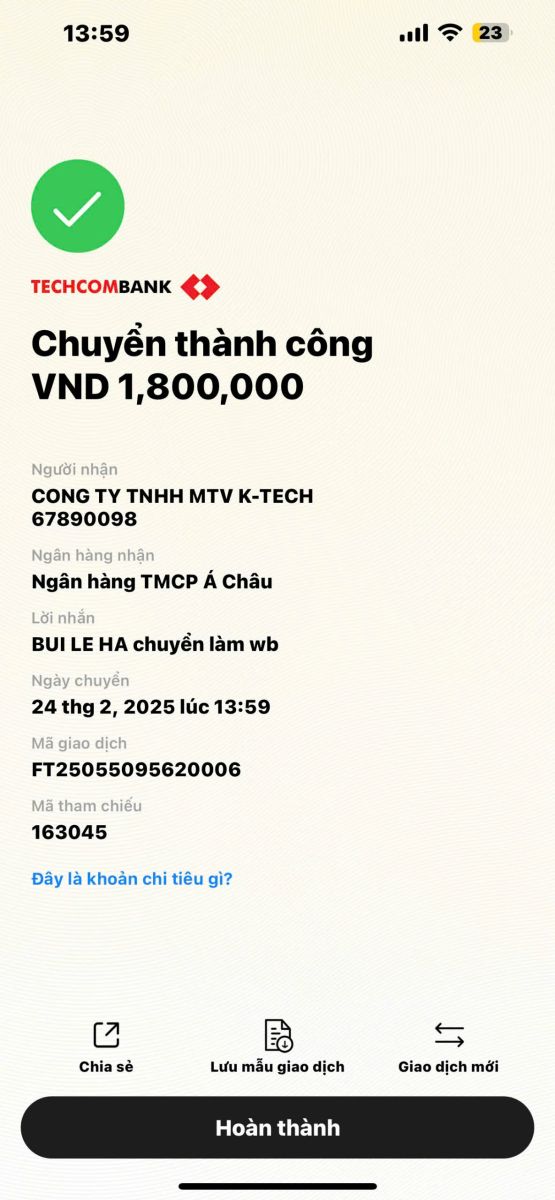 13:59
23
TECHCOMBANK
Chuyển thành công
VND 1,800,000
Người nhận
CONG TY TNHH MTV K-TECH
67890098
Ngân hàng nhận
Ngân hàng TMCP Á Châu
Lời nhắn
BUI LE HA chuyển làm wb
Ngày chuyển
24 thg 2, 2025 lúc 13:59
Mã giao dịch
FT25055095620006
Mã tham chiếu
163045
Đây là khoản chi tiêu gì?
Chia sẻ
Lưu mẫu giao dịch
Giao dịch mới
Hoàn thành